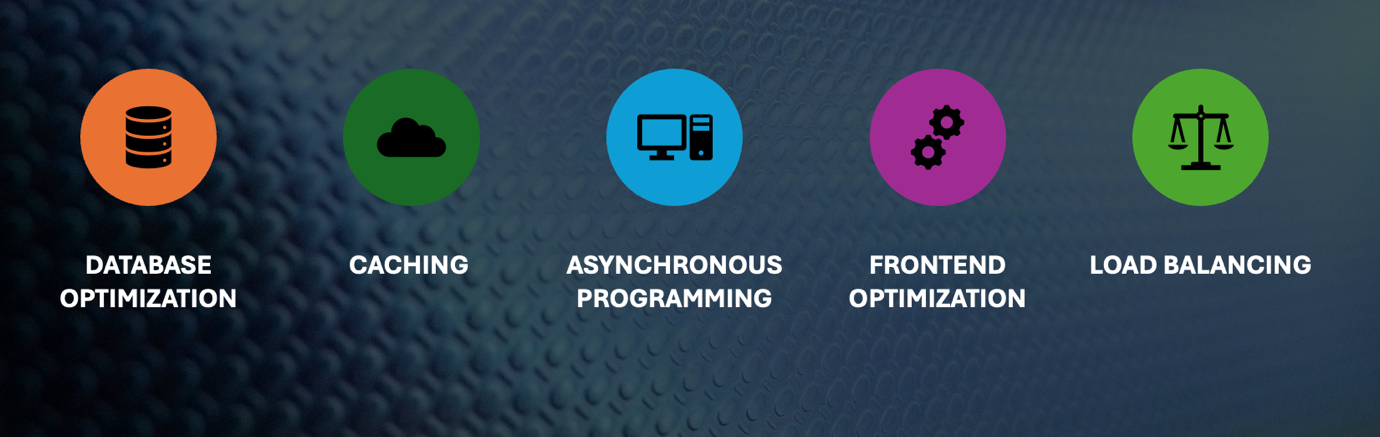 DATABASE
OPTIMIZATION
CACHING
ASYNCHRONOUS
PROGRAMMING
FRONTEND
OPTIMIZATION
LOAD BALANCING